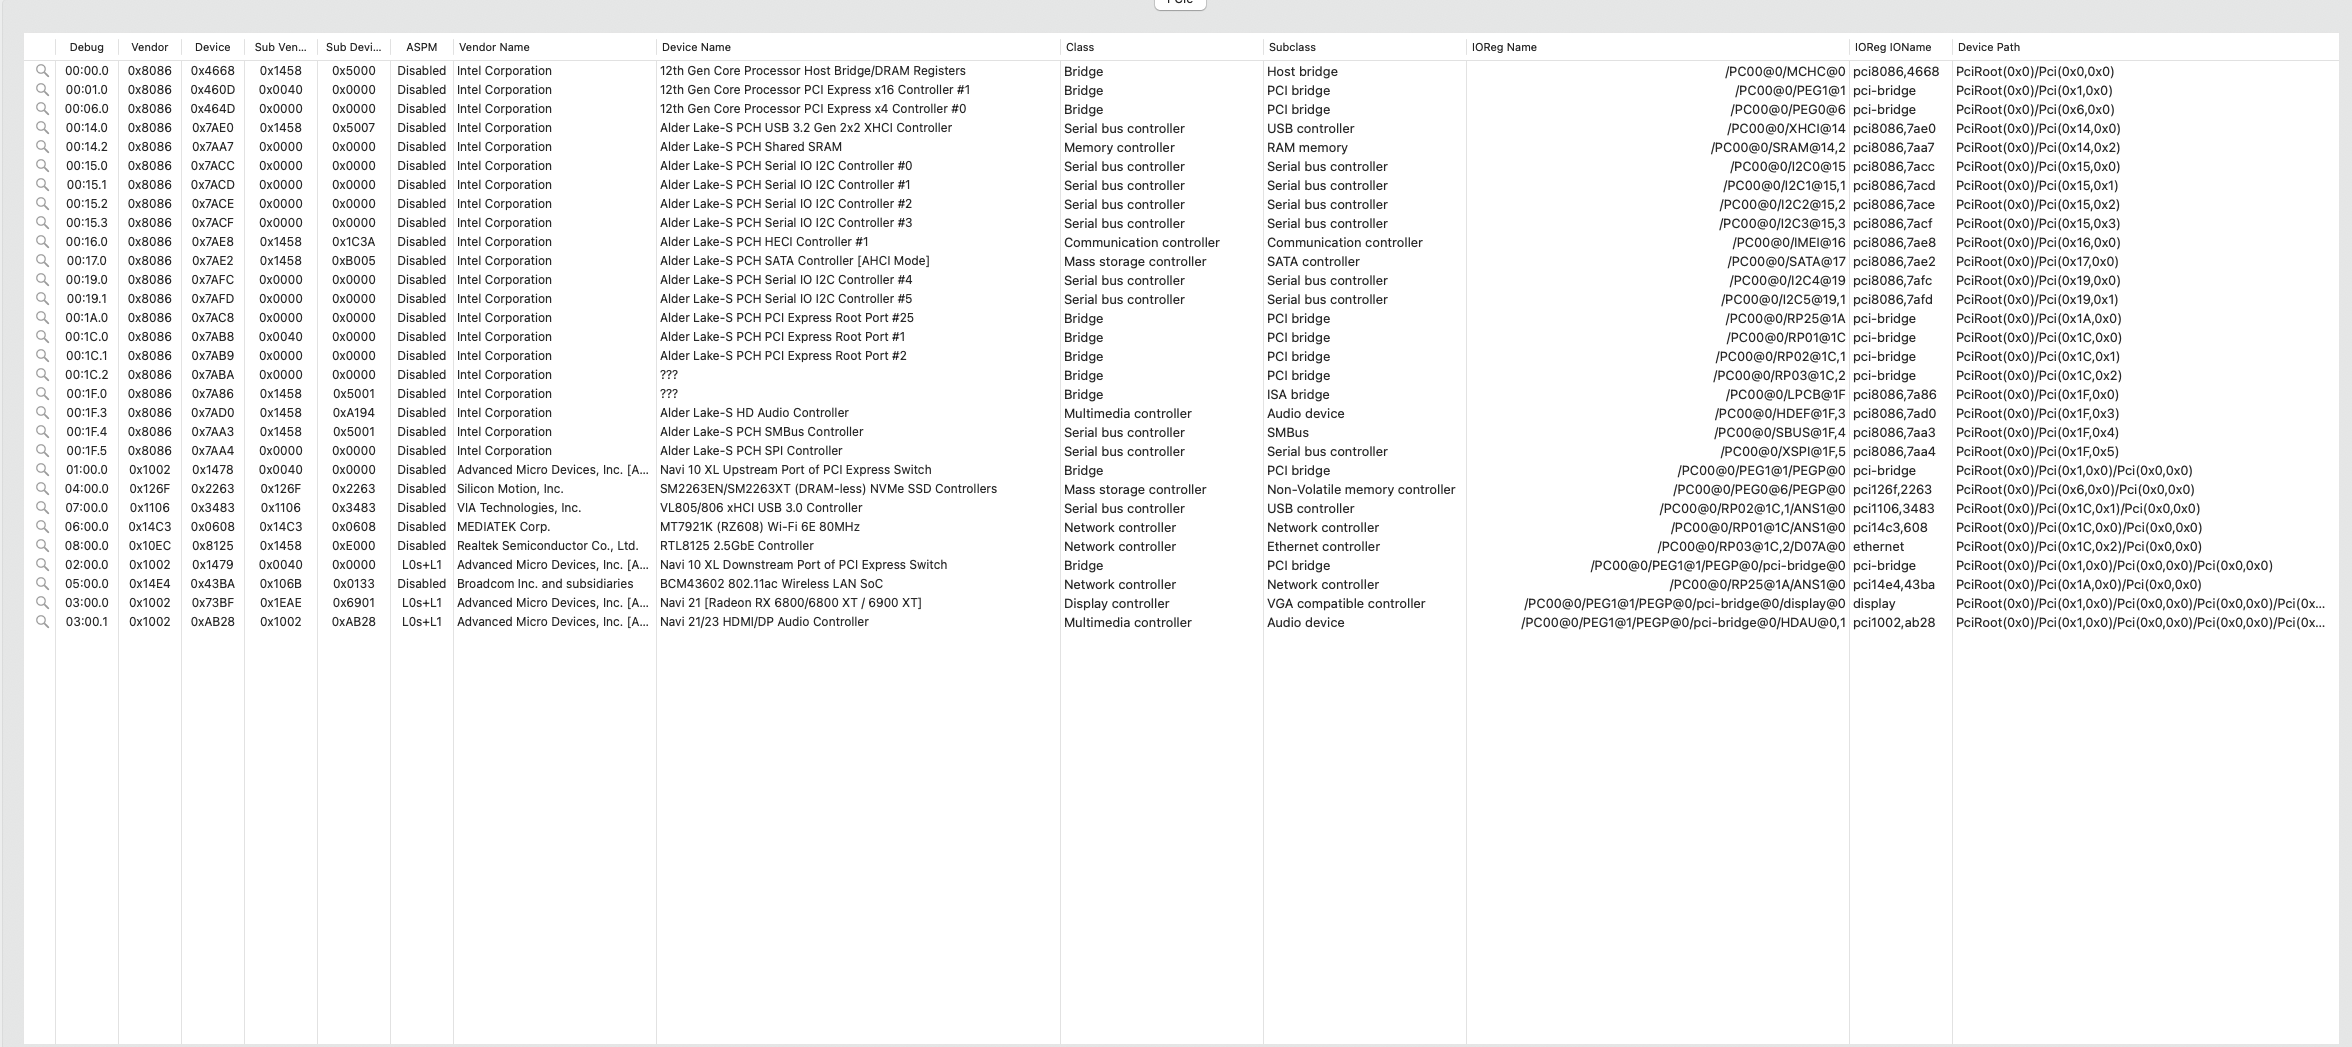 PCIe
Debug Vendor Device Sub Ven... Sub Devi... ASPM Vendor Name Device Name Class Subclass IOReg Name IOReg IOName Device Path
00:00.0 0x8086 0x4668 0x1458 0x5000 Disabled Intel Corporation 12th Gen Core Processor Host Bridge/DRAM Registers Bridge Host bridge /PC00@0/MCHC@0 pci8086,4668 PciRoot(0x0)/Pci(0x0,0x0)
00:01.0 0x8086 0x460D 0x0040 0x0000 Disabled Intel Corporation 12th Gen Core Processor PCI Express x16 Controller #1 Bridge PCI bridge /PC00@0/PEG1@1 pci-bridge PciRoot(0x0)/Pci(0x1,0x0)
00:06.0 0x8086 0x464D 0x0000 0x0000 Disabled Intel Corporation 12th Gen Core Processor PCI Express x4 Controller #0 Bridge PCI bridge /PC00@0/PEG0@6 pci-bridge PciRoot(0x0)/Pci(0x6,0x0)
00:14.0 0x8086 0x7AE0 0x1458 0x5007 Disabled Intel Corporation Alder Lake-S PCH USB 3.2 Gen 2x2 XHCI Controller Serial bus controller USB controller /PC00@0/XHCI@14 pci8086,7ae0 PciRoot(0x0)/Pci(0x14,0x0)
00:14.2 0x8086 0x7AA7 0x0000 0x0000 Disabled Intel Corporation Alder Lake-S PCH Shared SRAM Memory controller RAM memory /PC00@0/SRAM@14,2 pci8086,7aa7 PciRoot(0x0)/Pci(0x14,0x2)
00:15.0 0x8086 0x7ACC 0x0000 0x0000 Disabled Intel Corporation Alder Lake-S PCH Serial IO I2C Controller #0 Serial bus controller Serial bus controller /PC00@0/I2C0@15 pci8086,7acc PciRoot(0x0)/Pci(0x15,0x0)
00:15.1 0x8086 0x7ACD 0x0000 0x0000 Disabled Intel Corporation Alder Lake-S PCH Serial IO I2C Controller #1 Serial bus controller Serial bus controller /PC00@0/I2C1@15,1 pci8086,7acd PciRoot(0x0)/Pci(0x15,0x1)
00:15.2 0x8086 0x7ACE 0x0000 0x0000 Disabled Intel Corporation Alder Lake-S PCH Serial IO I2C Controller #2 Serial bus controller Serial bus controller /PC00@0/I2C2@15,2 pci8086,7ace PciRoot(0x0)/Pci(0x15,0x2)
00:15.3 0x8086 0x7ACF 0x0000 0x0000 Disabled Intel Corporation Alder Lake-S PCH Serial IO I2C Controller #3 Serial bus controller Serial bus controller /PC00@0/I2C3@15,3 pci8086,7acf PciRoot(0x0)/Pci(0x15,0x3)
00:16.0 0x8086 0x7AE8 0x1458 0x1C3A Disabled Intel Corporation Alder Lake-S PCH HECI Controller #1 Communication controller Communication controller /PC00@0/IMEI@16 pci8086,7ae8 PciRoot(0x0)/Pci(0x16,0x0)
00:17.0 0x8086 0x7AE2 0x1458 0xB005 Disabled Intel Corporation Alder Lake-S PCH SATA Controller [AHCI Mode] Mass storage controller SATA controller /PC00@0/SATA@17 pci8086,7ae2 PciRoot(0x0)/Pci(0x17,0x0)
00:19.0 0x8086 0x7AFC 0x0000 0x0000 Disabled Intel Corporation Alder Lake-S PCH Serial IO I2C Controller #4 Serial bus controller Serial bus controller /PC00@0/I2C4@19 pci8086,7afc PciRoot(0x0)/Pci(0x19,0x0)
00:19.1 0x8086 0x7AFD 0x0000 0x0000 Disabled Intel Corporation Alder Lake-S PCH Serial IO I2C Controller #5 Serial bus controller Serial bus controller /PC00@0/I2C5@19,1 pci8086,7afd PciRoot(0x0)/Pci(0x19,0x1)
00:1A.0 0x8086 0x7AC8 0x0000 0x0000 Disabled Intel Corporation Alder Lake-S PCH PCI Express Root Port #25 Bridge PCI bridge /PC00@0/RP25@1A pci-bridge PciRoot(0x0)/Pci(0x1A,0x0)
00:1C.0 0x8086 0x7AB8 0x0040 0x0000 Disabled Intel Corporation Alder Lake-S PCH PCI Express Root Port #1 Bridge PCI bridge /PC00@0/RP01@1C pci-bridge PciRoot(0x0)/Pci(0x1C,0x0)
00:1C.1 0x8086 0x7AB9 0x0000 0x0000 Disabled Intel Corporation Alder Lake-S PCH PCI Express Root Port #2 Bridge PCI bridge /PC00@0/RP02@1C,1 pci-bridge PciRoot(0x0)/Pci(0x1C,0x1)
00:1C.2 0x8086 0x7ABA 0x0000 0x0000 Disabled Intel Corporation ??? Bridge PCI bridge /PC00@0/RP03@1C,2 pci-bridge PciRoot(0x0)/Pci(0x1C,0x2)
00:1F.0 0x8086 0x7A86 0x1458 0x5001 Disabled Intel Corporation ??? Bridge ISA bridge /PC00@0/LPCB@1F pci8086,7a86 PciRoot(0x0)/Pci(0x1F,0x0)
00:1F.3 0x8086 0x7AD0 0x1458 0xA194 Disabled Intel Corporation Alder Lake-S HD Audio Controller Multimedia controller Audio device /PC00@0/HDEF@1F,3 pci8086,7ad0 PciRoot(0x0)/Pci(0x1F,0x3)
00:1F.4 0x8086 0x7AA3 0x1458 0x5001 Disabled Intel Corporation Alder Lake-S PCH SMBus Controller Serial bus controller SMBus /PC00@0/SBUS@1F,4 pci8086,7aa3 PciRoot(0x0)/Pci(0x1F,0x4)
00:1F.5 0x8086 0x7AA4 0x0000 0x0000 Disabled Intel Corporation Alder Lake-S PCH SPI Controller Serial bus controller Serial bus controller /PC00@0/XSPI@1F,5 pci8086,7aa4 PciRoot(0x0)/Pci(0x1F,0x5)
01:00.0 0x1002 0x1478 0x0040 0x0000 Disabled Advanced Micro Devices, Inc. [A... Navi 10 XL Upstream Port of PCI Express Switch Bridge PCI bridge /PC00@0/PEG1@1/PEGP@0 pci-bridge PciRoot(0x0)/Pci(0x1,0x0)/Pci(0x0,0x0)
04:00.0 0x126F 0x2263 0x126F 0x2263 Disabled Silicon Motion, Inc. SM2263EN/SM2263XT (DRAM-less) NVMe SSD Controllers Mass storage controller Non-Volatile memory controller /PC00@0/PEG0@6/PEGP@0 pci126f,2263 PciRoot(0x0)/Pci(0x6,0x0)/Pci(0x0,0x0)
07:00.0 0x1106 0x3483 0x1106 0x3483 Disabled VIA Technologies, Inc. VL805/806 xHCI USB 3.0 Controller Serial bus controller USB controller /PC00@0/RP02@1C,1/ANS1@0 pci1106,3483 PciRoot(0x0)/Pci(0x1C,0x1)/Pci(0x0,0x0)
06:00.0 0x14C3 0x0608 0x14C3 0x0608 Disabled MEDIATEK Corp. MT7921K (RZ608) Wi-Fi 6E 80MHz Network controller Network controller /PC00@0/RP01@1C/ANS1@0 pci14c3,608 PciRoot(0x0)/Pci(0x1C,0x0)/Pci(0x0,0x0)
08:00.0 0x10EC 0x8125 0x1458 0xE000 Disabled Realtek Semiconductor Co., Ltd. RTL8125 2.5GbE Controller Network controller Ethernet controller /PC00@0/RP03@1C,2/D07A@0 ethernet PciRoot(0x0)/Pci(0x1C,0x2)/Pci(0x0,0x0)
02:00.0 0x1002 0x1479 0x0040 0x0000 L0s+L1 Advanced Micro Devices, Inc. [A... Navi 10 XL Downstream Port of PCI Express Switch Bridge PCI bridge /PC00@0/PEG1@1/PEGP@0/pci-bridge@0 pci-bridge PciRoot(0x0)/Pci(0x1,0x0)/Pci(0x0,0x0)/Pci(0x0,0x0)
05:00.0 0x14E4 0x43BA 0x106B 0x0133 Disabled Broadcom Inc. and subsidiaries BCM43602 802.11ac Wireless LAN SoC Network controller Network controller /PC00@0/RP25@1A/ANS1@0 pci14e4,43ba PciRoot(0x0)/Pci(0x1A,0x0)/Pci(0x0,0x0)
03:00.0 0x1002 0x73BF 0x1EAE 0x6901 L0s+L1 Advanced Micro Devices, Inc. [A... Navi 21 [Radeon RX 6800/6800 XT / 6900 XT] Display controller VGA compatible controller /PC00@0/PEG1@1/PEGP@0/pci-bridge@0/display@0 display PciRoot(0x0)/Pci(0x1,0x0)/Pci(0x0,0x0)/Pci(0x0,0x0)/Pci(0x...
03:00.1 0x1002 0xAB28 0x1002 0xAB28 L0s+L1 Advanced Micro Devices, Inc. [A... Navi 21/23 HDMI/DP Audio Controller Multimedia controller Audio device /PC00@0/PEG1@1/PEGP@0/pci-bridge@0/HDAU@0,1 pci1002,ab28 PciRoot(0x0)/Pci(0x1,0x0)/Pci(0x0,0x0)/Pci(0x0,0x0)/Pci(0x...